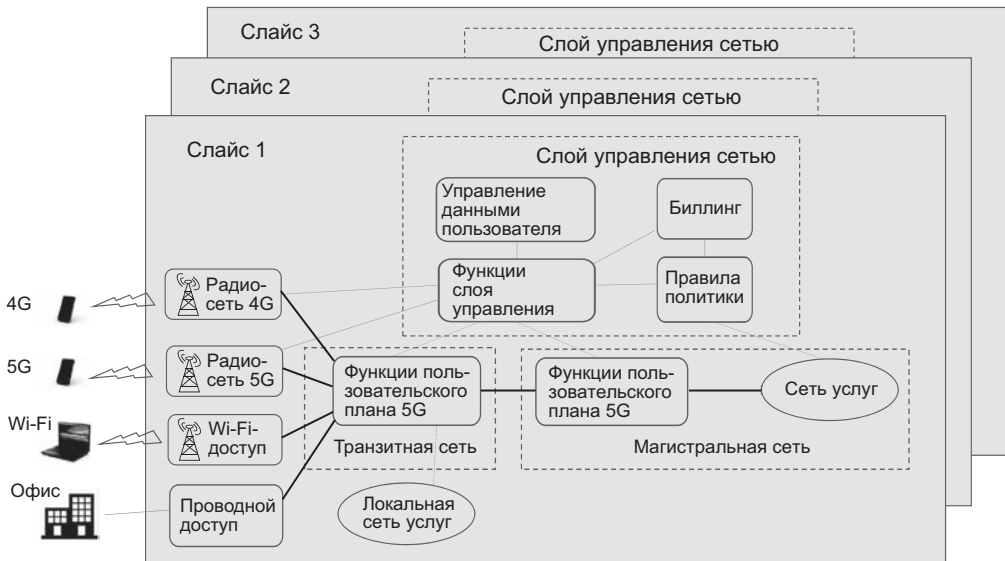 Слайс 3
Слой управления сетью
Слайс 2
Слой управления сетью
Слайс 1
Слой управления сетью
Управление
данными
пользователя
Биллинг
Функции
слоя
управления
Правила
политики
4G
Радио-
сеть 4G
5G
Радио-
сеть 5G
Функции поль-
зовательского
плана 5G
Функции поль-
зовательского
плана 5G
Сеть услуг
Wi-Fi
Wi-Fi-
доступ
Транзитная сеть
Магистральная сеть
Офис
Проводной
доступ
Локальная
сеть услуг